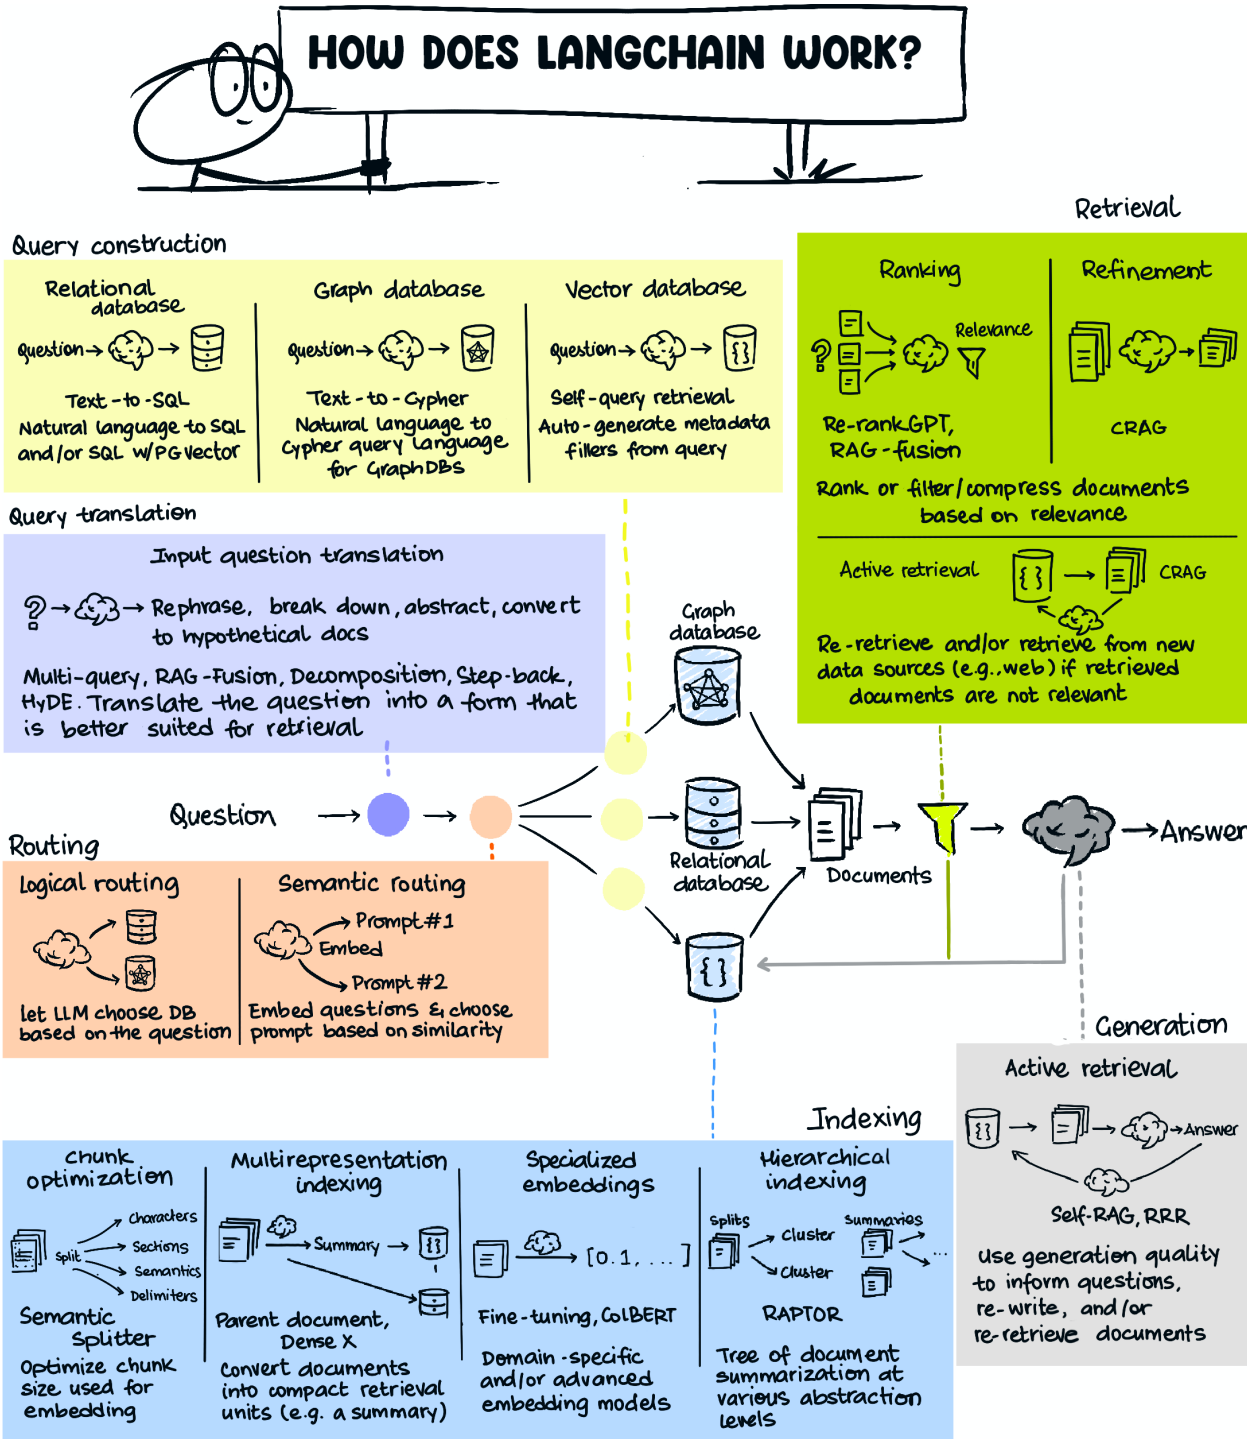 HOW DOES LANGCHAIN WORK?
Query construction
Relational
database
Question
Text-to-SQL
Natural language to SQL
and/or SQL w/PGvector
Graph database
Question
Text-to-Cypher
Natural language to
Cypher query language
for GraphDBS
Vector database
Question
{ }
Self-query retrieval
Auto-generate metadata
fillers from query
Retrieval
Ranking
?
Relevance
Re-rankGPT,
RAG-fusion
Refinement
CRAG
Rank or filter/compress documents
based on relevance
Active retrieval
{ }
CRAG
Re-retrieve and/or retrieve from new
data sources (e.g., web) if retrieved
documents are not relevant
Query translation
Input question translation
?
Rephrase, break down, abstract, convert
to hypothetical docs
Multi-query, RAG-Fusion, Decomposition, Step-back,
HyDE. Translate the question into a form that
is better suited for retrieval
Question
Graph
database
Relational
database
{ }
Documents
Answer
Routing
Logical routing
let LLM choose DB
based on the question
Semantic routing
Prompt #1
Embed
Prompt #2
Embed questions & choose
prompt based on similarity
Generation
Active retrieval
{ }
Answer
Self-RAG, RRR
use generation quality
to inform questions,
re-write, and/or
re-retrieve documents
Indexing
Chunk
optimization
Split
Characters
Sections
Semantics
Delimiters
Semantic
Splitter
Optimize chunk
size used for
embedding
Multirepresentation
indexing
Summary
{ }
Parent document,
Dense X
Convert documents
into compact retrieval
units (e.g. a summary)
Specialized
embeddings
[0.1, ... ]
Fine-tuning, ColBERT
Domain-specific
and/or advanced
embedding models
Hierarchical
indexing
Splits
Cluster
Cluster
Summaries
...
RAPTOR
Tree of document
summarization at
various abstraction
levels